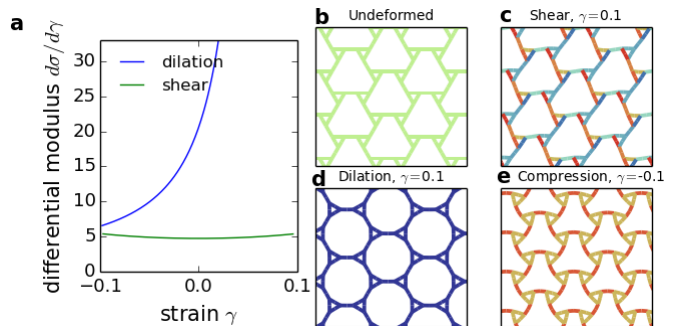 a
differential modulus dσ/dγ
30
25
20
15
10
5
0
dilation
shear
−0.1
0.0
0.1
strain γ
b Undeformed
c Shear, γ=0.1
d Dilation, γ=0.1
e Compression, γ=-0.1